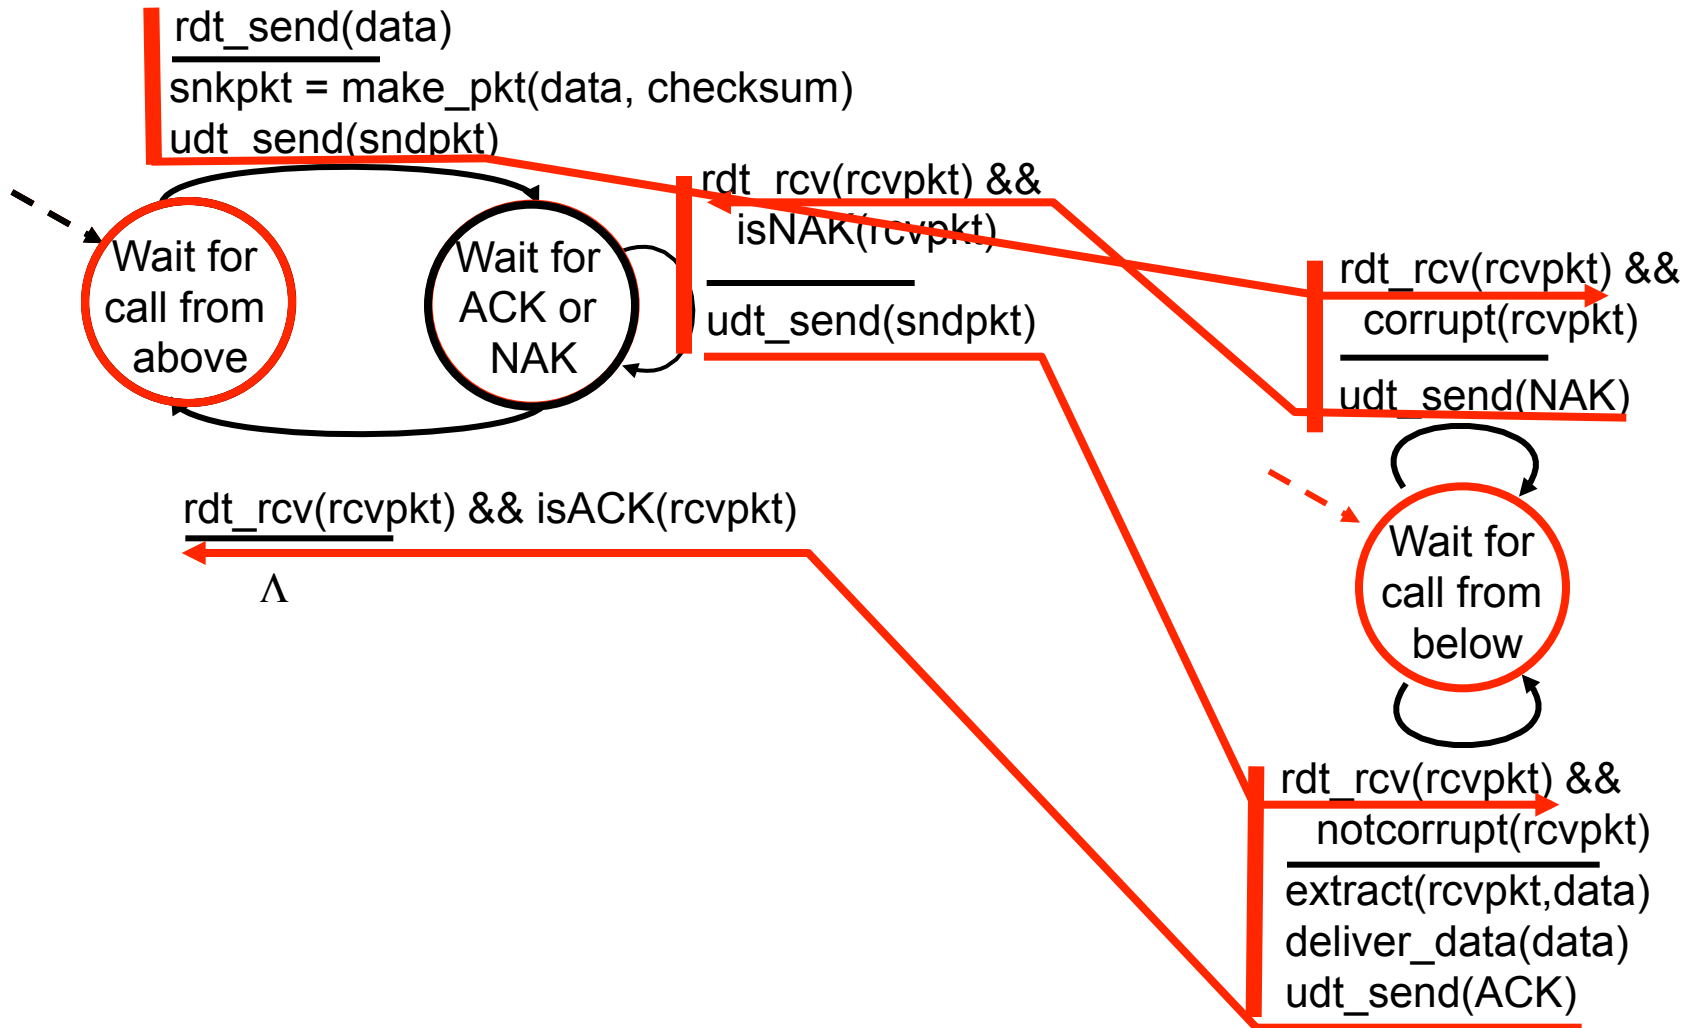 rdt_send(data)
snkpkt = make_pkt(data, checksum)
udt_send(sndpkt)
rdt_rcv(rcvpkt) &&
isNAK(rcvpkt)
udt_send(sndpkt)
Wait for
call from
above
Wait for
ACK or
NAK
rdt_rcv(rcvpkt) && isACK(rcvpkt)
Λ
rdt_rcv(rcvpkt) &&
corrupt(rcvpkt)
udt_send(NAK)
Wait for
call from
below
rdt_rcv(rcvpkt) &&
notcorrupt(rcvpkt)
extract(rcvpkt,data)
deliver_data(data)
udt_send(ACK)